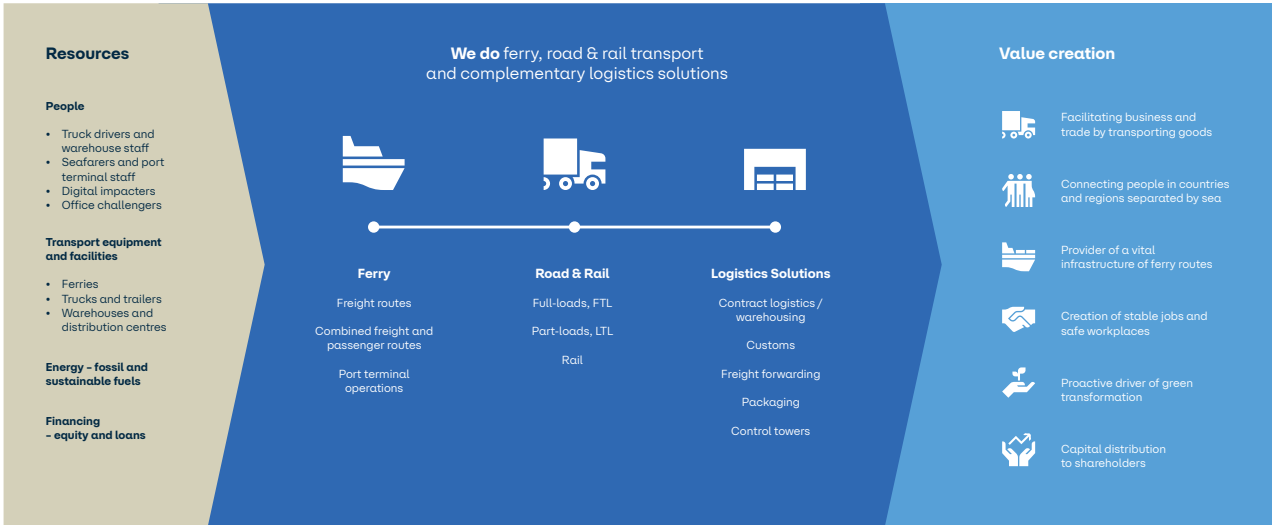 Resources
People
• Truck drivers and
warehouse staff
• Seafarers and port
terminal staff
• Digital impacters
• Office challengers
Transport equipment
and facilities
• Ferries
• Trucks and trailers
• Warehouses and
distribution centres
Energy – fossil and
sustainable fuels
Financing
– equity and loans
We do ferry, road & rail transport
and complementary logistics solutions
Ferry
Freight routes
Combined freight and
passenger routes
Port terminal
operations
Road & Rail
Full-loads, FTL
Part-loads, LTL
Rail
Logistics Solutions
Contract logistics /
warehousing
Customs
Freight forwarding
Packaging
Control towers
Value creation
Facilitating business and
trade by transporting goods
Connecting people in countries
and regions separated by sea
Provider of a vital
infrastructure of ferry routes
Creation of stable jobs and
safe workplaces
Proactive driver of green
transformation
Capital distribution
to shareholders